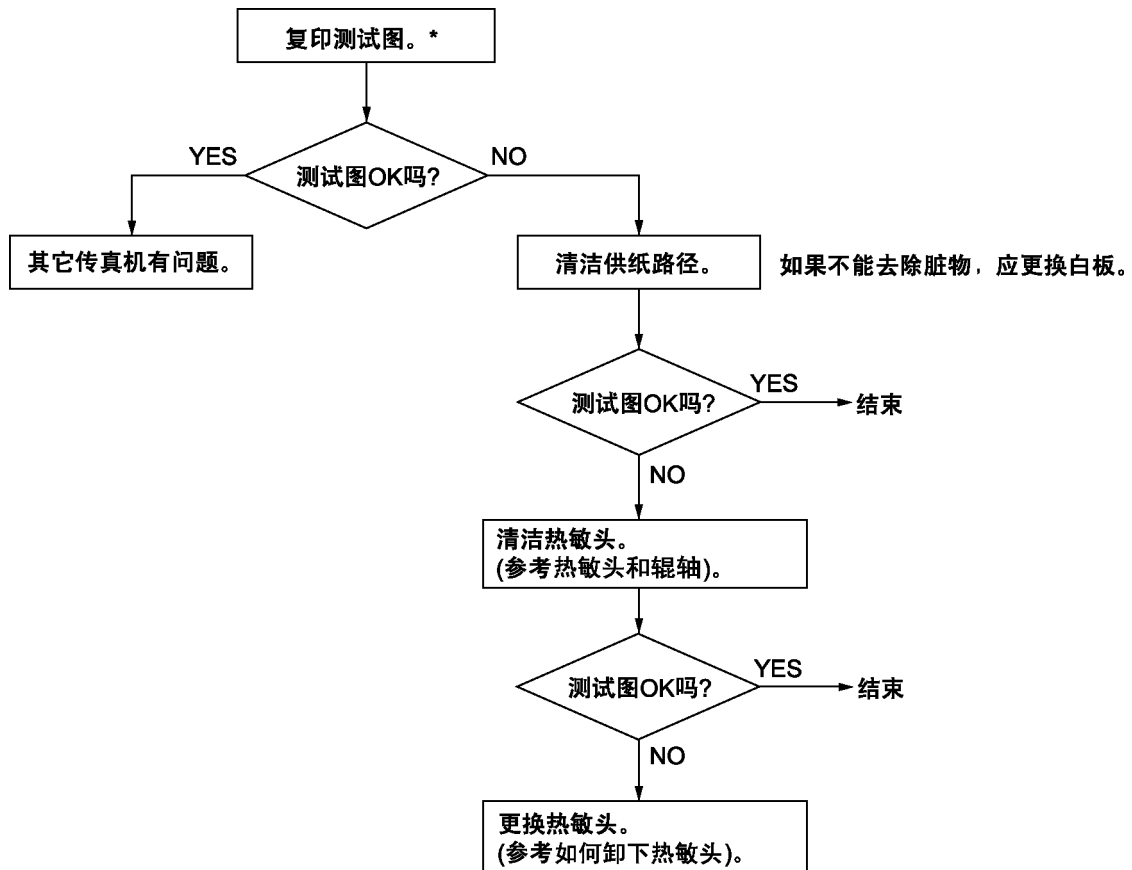 复印测试图。*
YES
测试图OK吗?
NO
其它传真机有问题。
清洁供纸路径。
如果不能去除脏物，应更换白板。
测试图OK吗?
YES
结束
NO
清洁热敏头。
(参考热敏头和辊轴)。
测试图OK吗?
YES
结束
NO
更换热敏头。
(参考如何卸下热敏头)。